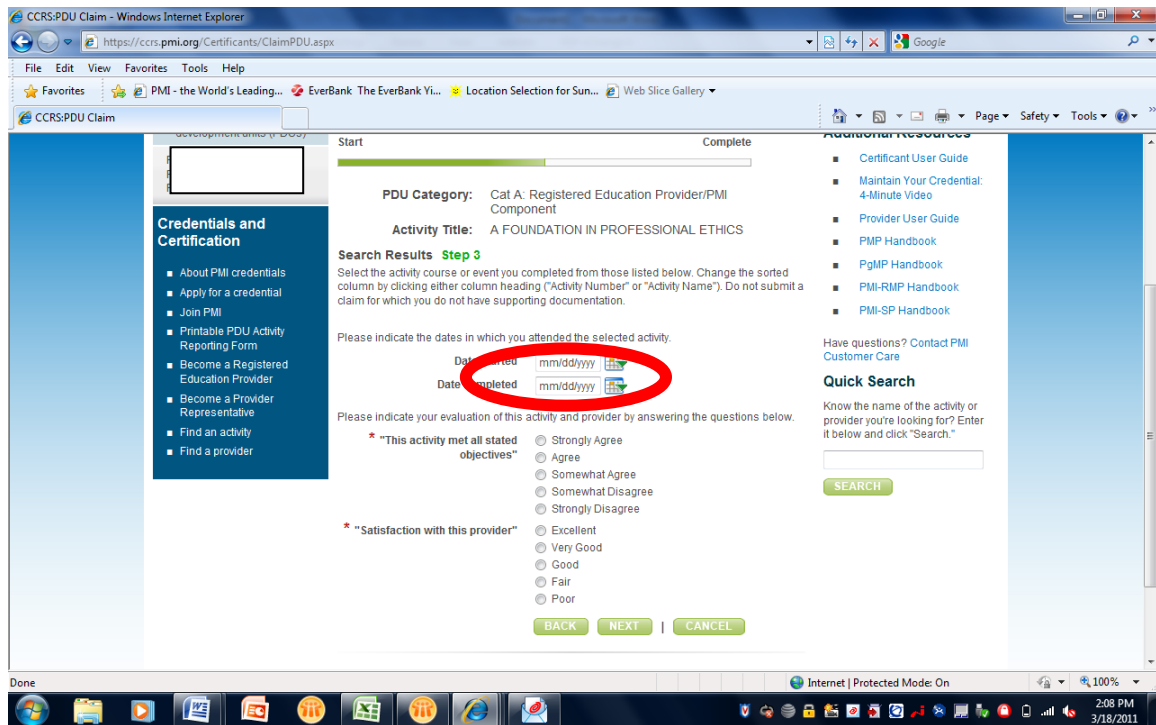 CCRS:PDU Claim - Windows Internet Explorer
https://ccrs.pmi.org/Certificants/ClaimPDU.aspx
Google
File Edit View Favorites Tools Help
Favorites PMI - the World's Leading... EverBank The EverBank Yi... Location Selection for Sun... Web Slice Gallery
CCRS:PDU Claim
Page Safety Tools
development units (PDUs)
Credentials and
Certification
About PMI credentials
Apply for a credential
Join PMI
Printable PDU Activity
Reporting Form
Become a Registered
Education Provider
Become a Provider
Representative
Find an activity
Find a provider
Start Complete
PDU Category: Cat A: Registered Education Provider/PMI
Component
Activity Title: A FOUNDATION IN PROFESSIONAL ETHICS
Search Results Step 3
Select the activity course or event you completed from those listed below. Change the sorted
column by clicking either column heading ("Activity Number" or "Activity Name"). Do not submit a
claim for which you do not have supporting documentation.
Please indicate the dates in which you attended the selected activity.
mm/dd/yyyy
Date Completed mm/dd/yyyy
Please indicate your evaluation of this activity and provider by answering the questions below.
* "This activity met all stated
objectives"
Strongly Agree
Agree
Somewhat Agree
Somewhat Disagree
Strongly Disagree
* "Satisfaction with this provider"
Excellent
Very Good
Good
Fair
Poor
BACK NEXT | CANCEL
Additional Resources
Certificant User Guide
Maintain Your Credential:
4-Minute Video
Provider User Guide
PMP Handbook
PgMP Handbook
PMI-RMP Handbook
PMI-SP Handbook
Have questions? Contact PMI
Customer Care
Quick Search
Know the name of the activity or
provider you're looking for? Enter
it below and click "Search."
SEARCH
Done Internet | Protected Mode: On 100%
2:08 PM
3/18/2011